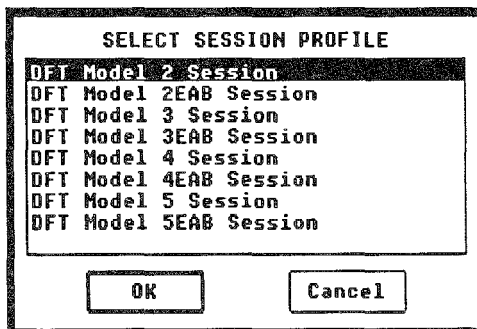 SELECT SESSION PROFILE
DFT Model 2 Session
DFT Model 2EAB Session
DFT Model 3 Session
DFT Model 3EAB Session
DFT Model 4 Session
DFT Model 4EAB Session
DFT Model 5 Session
DFT Model 5EAB Session
OK Cancel